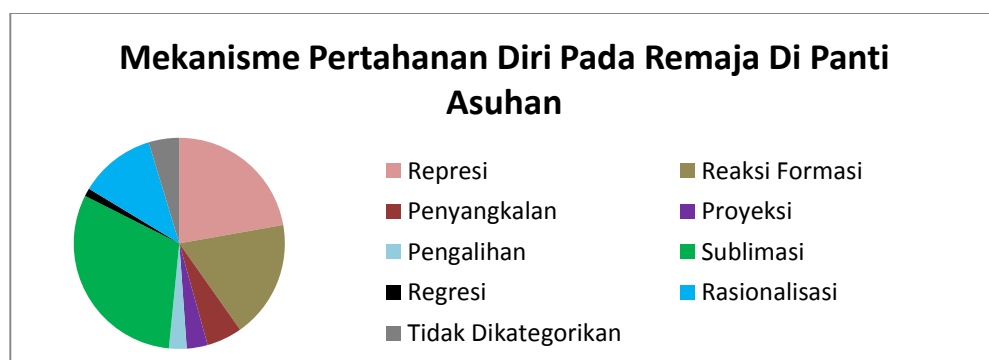 Mekanisme Pertahanan Diri Pada Remaja Di Panti
Asuhan
Represi
Reaksi Formasi
Penyangkalan
Proyeksi
Pengalihan
Sublimasi
Regresi
Rasionalisasi
Tidak Dikategorikan